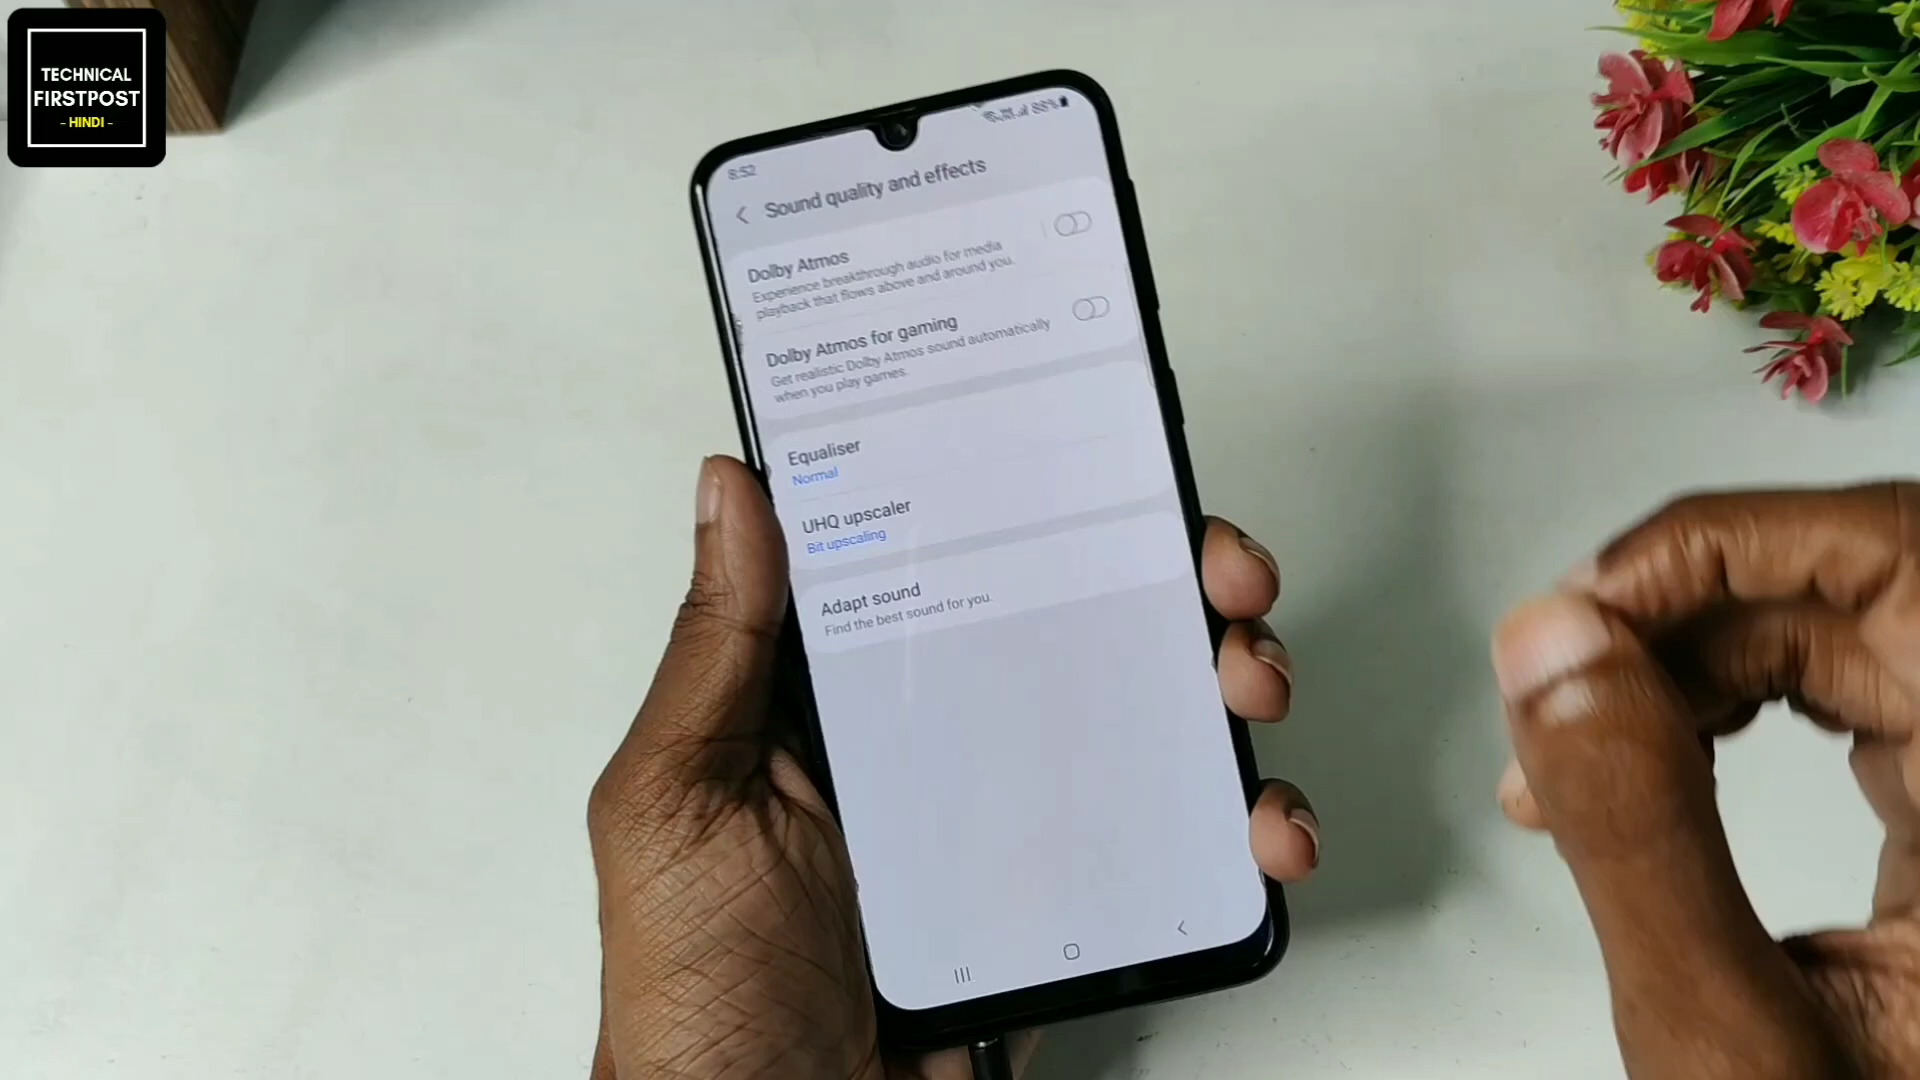 TECHNICAL
FIRSTPOST
- HINDI -
8:52
88%
Sound quality and effects
Dolby Atmos
Experience breakthrough audio for media
playback that flows above and around you.
Dolby Atmos for gaming
Get realistic Dolby Atmos sound automatically
when you play games.
Equaliser
Normal
UHQ upscaler
Bit upscaling
Adapt sound
Find the best sound for you.